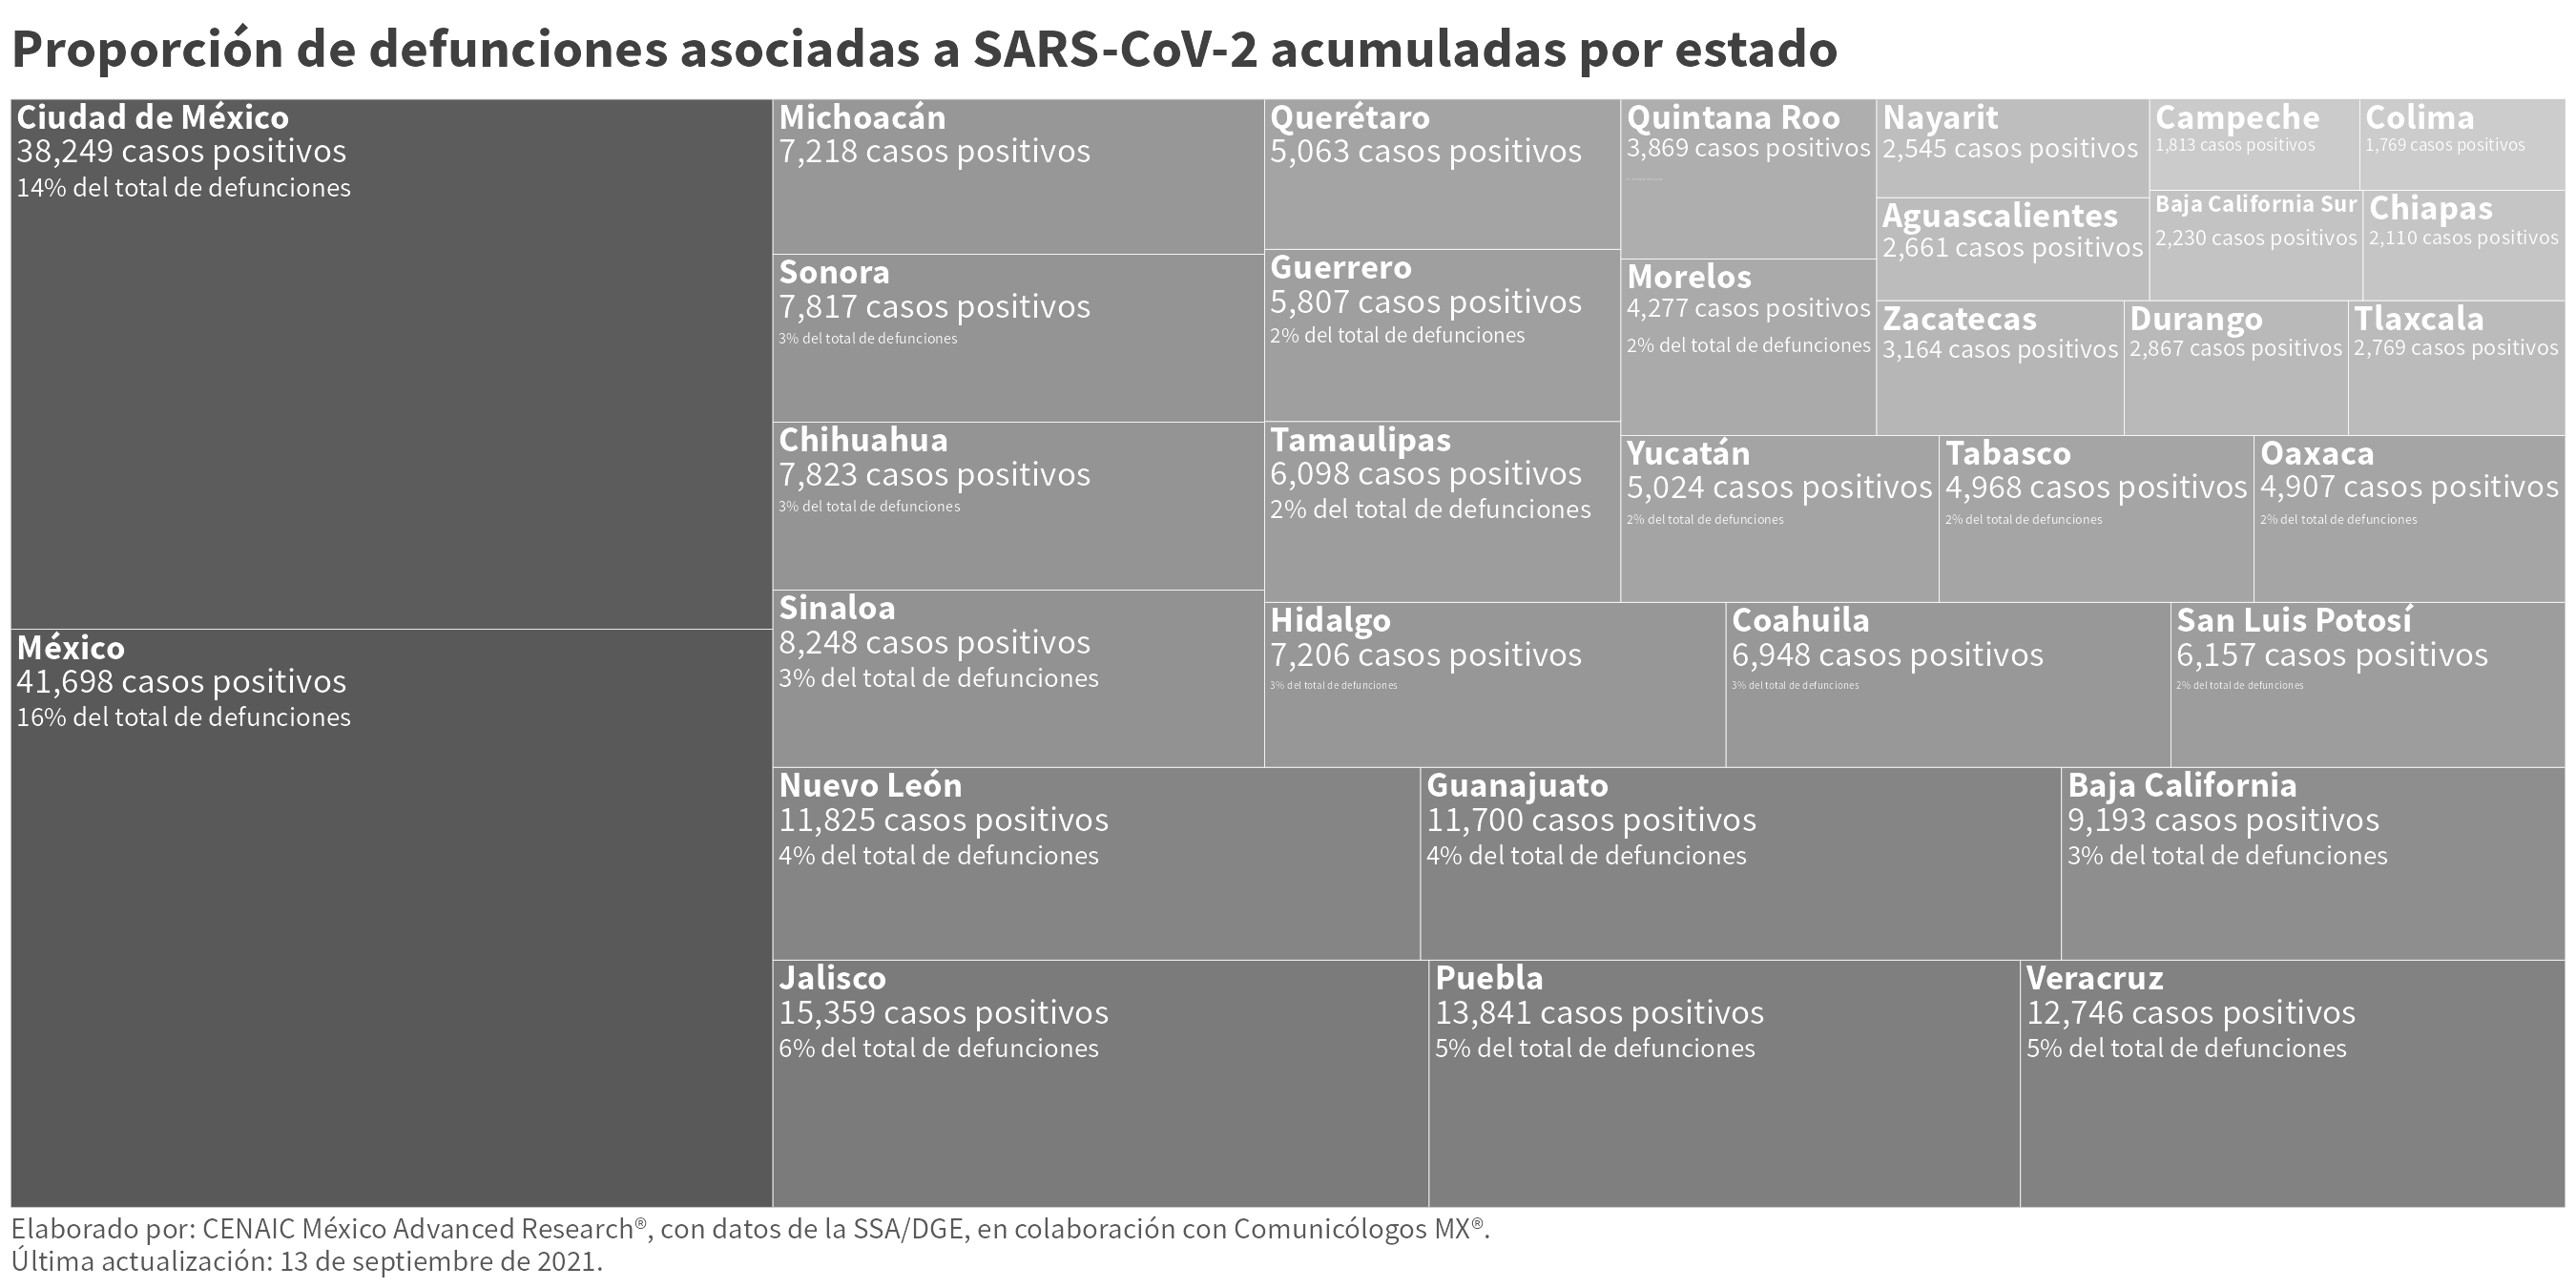 Proporción de defunciones asociadas a SARS-CoV-2 acumuladas por estado
Ciudad de México
38,249 casos positivos
14% del total de defunciones
México
41,698 casos positivos
16% del total de defunciones
Michoacán
7,218 casos positivos
Sonora
7,817 casos positivos
3% del total de defunciones
Chihuahua
7,823 casos positivos
3% del total de defunciones
Sinaloa
8,248 casos positivos
3% del total de defunciones
Querétaro
5,063 casos positivos
Guerrero
5,807 casos positivos
2% del total de defunciones
Tamaulipas
6,098 casos positivos
2% del total de defunciones
Quintana Roo
3,869 casos positivos
Morelos
4,277 casos positivos
2% del total de defunciones
Nayarit
2,545 casos positivos
Aguascalientes
2,661 casos positivos
Campeche
1,813 casos positivos
Colima
1,769 casos positivos
Baja California Sur
2,230 casos positivos
Chiapas
2,110 casos positivos
Zacatecas
3,164 casos positivos
Durango
2,867 casos positivos
Tlaxcala
2,769 casos positivos
Yucatán
5,024 casos positivos
2% del total de defunciones
Tabasco
4,968 casos positivos
2% del total de defunciones
Oaxaca
4,907 casos positivos
2% del total de defunciones
Hidalgo
7,206 casos positivos
3% del total de defunciones
Coahuila
6,948 casos positivos
3% del total de defunciones
San Luis Potosí
6,157 casos positivos
2% del total de defunciones
Nuevo León
11,825 casos positivos
4% del total de defunciones
Guanajuato
11,700 casos positivos
4% del total de defunciones
Baja California
9,193 casos positivos
3% del total de defunciones
Jalisco
15,359 casos positivos
6% del total de defunciones
Puebla
13,841 casos positivos
5% del total de defunciones
Veracruz
12,746 casos positivos
5% del total de defunciones
Elaborado por: CENAIC México Advanced Research®, con datos de la SSA/DGE, en colaboración con Comunicólogos MX®.
Última actualización: 13 de septiembre de 2021.